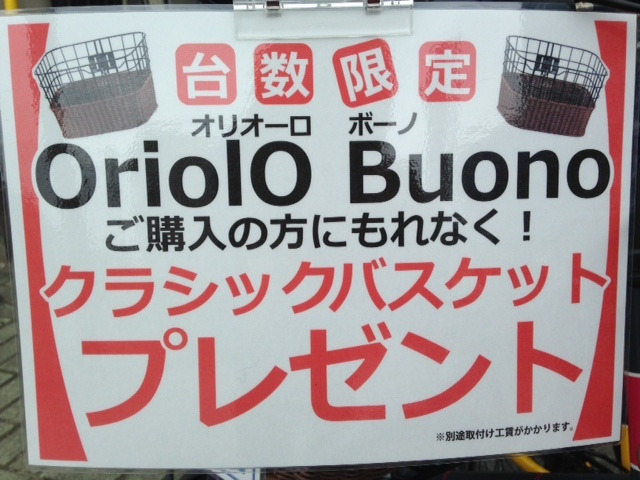 台数限定
オリオーロ ボーノ
OriolO Buono
ご購入の方にもれなく！
クラシックバスケット
プレゼント
※別途取付け工賃がかかります。